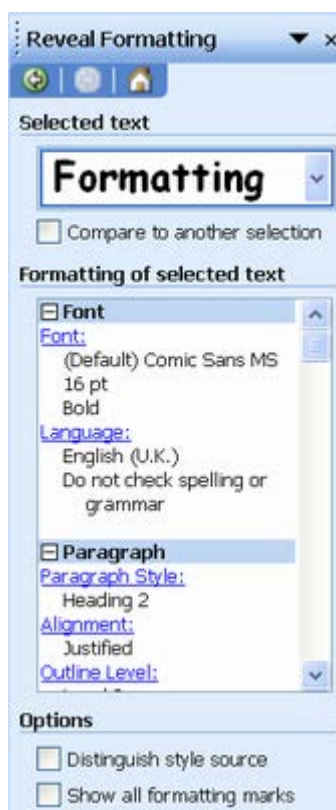 Reveal Formatting
Selected text
Formatting
Compare to another selection
Formatting of selected text
Font
Font:
(Default) Comic Sans MS
16 pt
Bold
Language:
English (U.K.)
Do not check spelling or
grammar
Paragraph
Paragraph Style:
Heading 2
Alignment:
Justified
Outline Level:
Options
Distinguish style source
Show all formatting marks